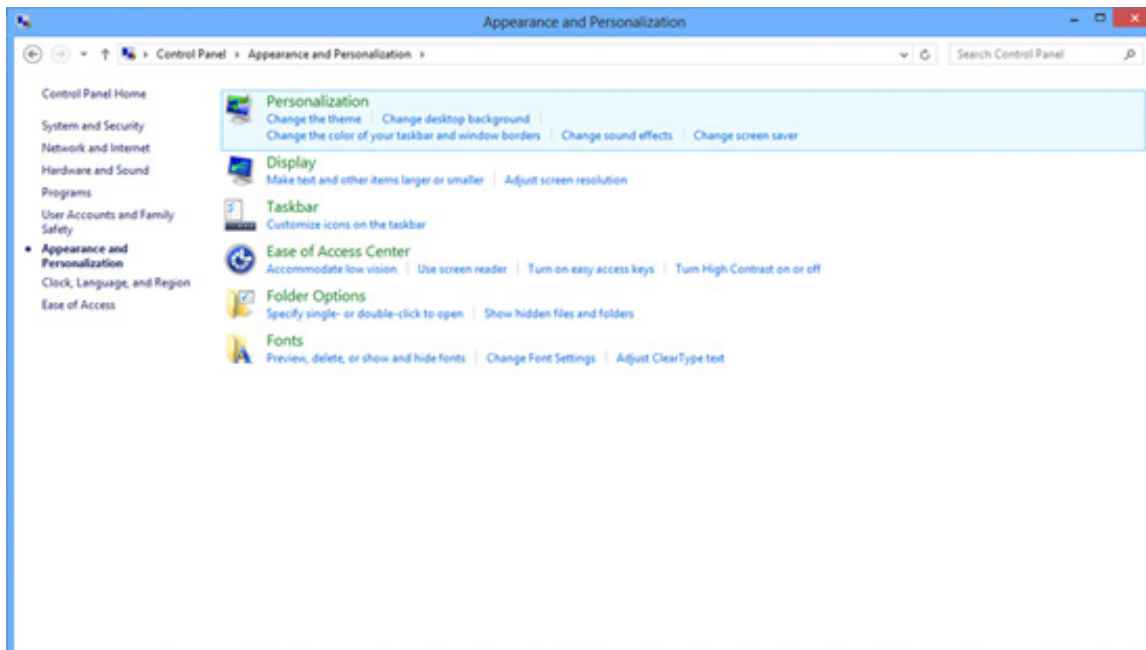 Appearance and Personalization
Control Panel Appearance and Personalization
Search Control Panel
Control Panel Home
System and Security
Network and Internet
Hardware and Sound
Programs
User Accounts and Family
Safety
Appearance and
Personalization
Clock, Language, and Region
Ease of Access
Personalization
Change the theme Change desktop background
Change the color of your taskbar and window borders Change sound effects Change screen saver
Display
Make text and other items larger or smaller Adjust screen resolution
Taskbar
Customize icons on the taskbar
Ease of Access Center
Accommodate low vision Use screen reader Turn on easy access keys Turn High Contrast on or off
Folder Options
Specify single- or double-click to open Show hidden files and folders
Fonts
Preview, delete, or show and hide fonts Change Font Settings Adjust ClearType text